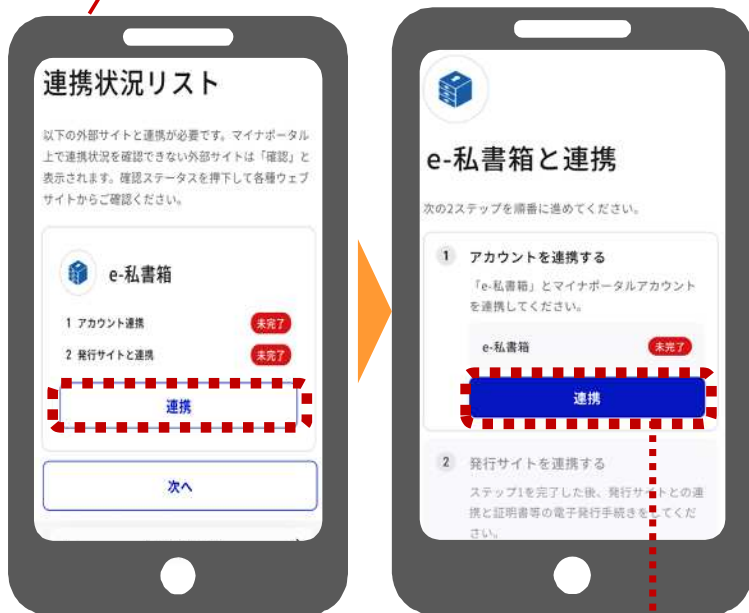 連携状況リスト
以下の外部サイトと連携が必要です。マイナポータル
上で連携状況を確認できない外部サイトは「確認」と
表示されます。確認ステータスを押下して各種ウェブ
サイトからご確認ください。
e-私書箱
1 アカウント連携 未完了
2 発行サイトと連携 未完了
連携
次へ
e-私書箱と連携
次の2ステップを順番に進めてください。
1 アカウントを連携する
「e-私書箱」とマイナポータルアカウント
を連携してください。
e-私書箱 未完了
連携
2 発行サイトを連携する
ステップ1を完了した後、発行サイトとの連
携と証明書等の電子発行手続きをしてくだ
さい。